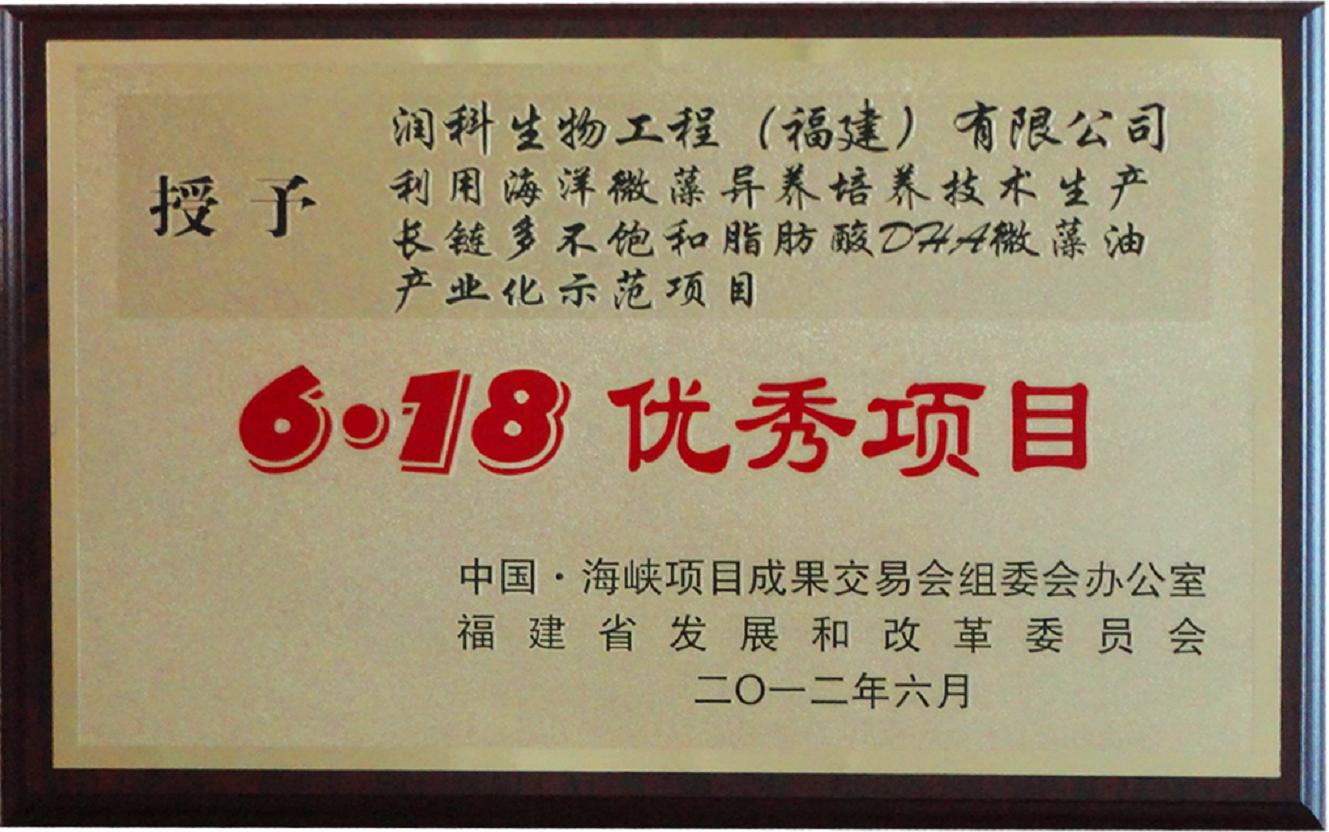 授予
润科生物工程（福建）有限公司
利用海洋微藻异养培养技术生产
长链多不饱和脂肪酸DHA微藻油
产业化示范项目
6·18 优秀项目
中国·海峡项目成果交易会组委会办公室
福建省发展和改革委员会
二〇一二年六月